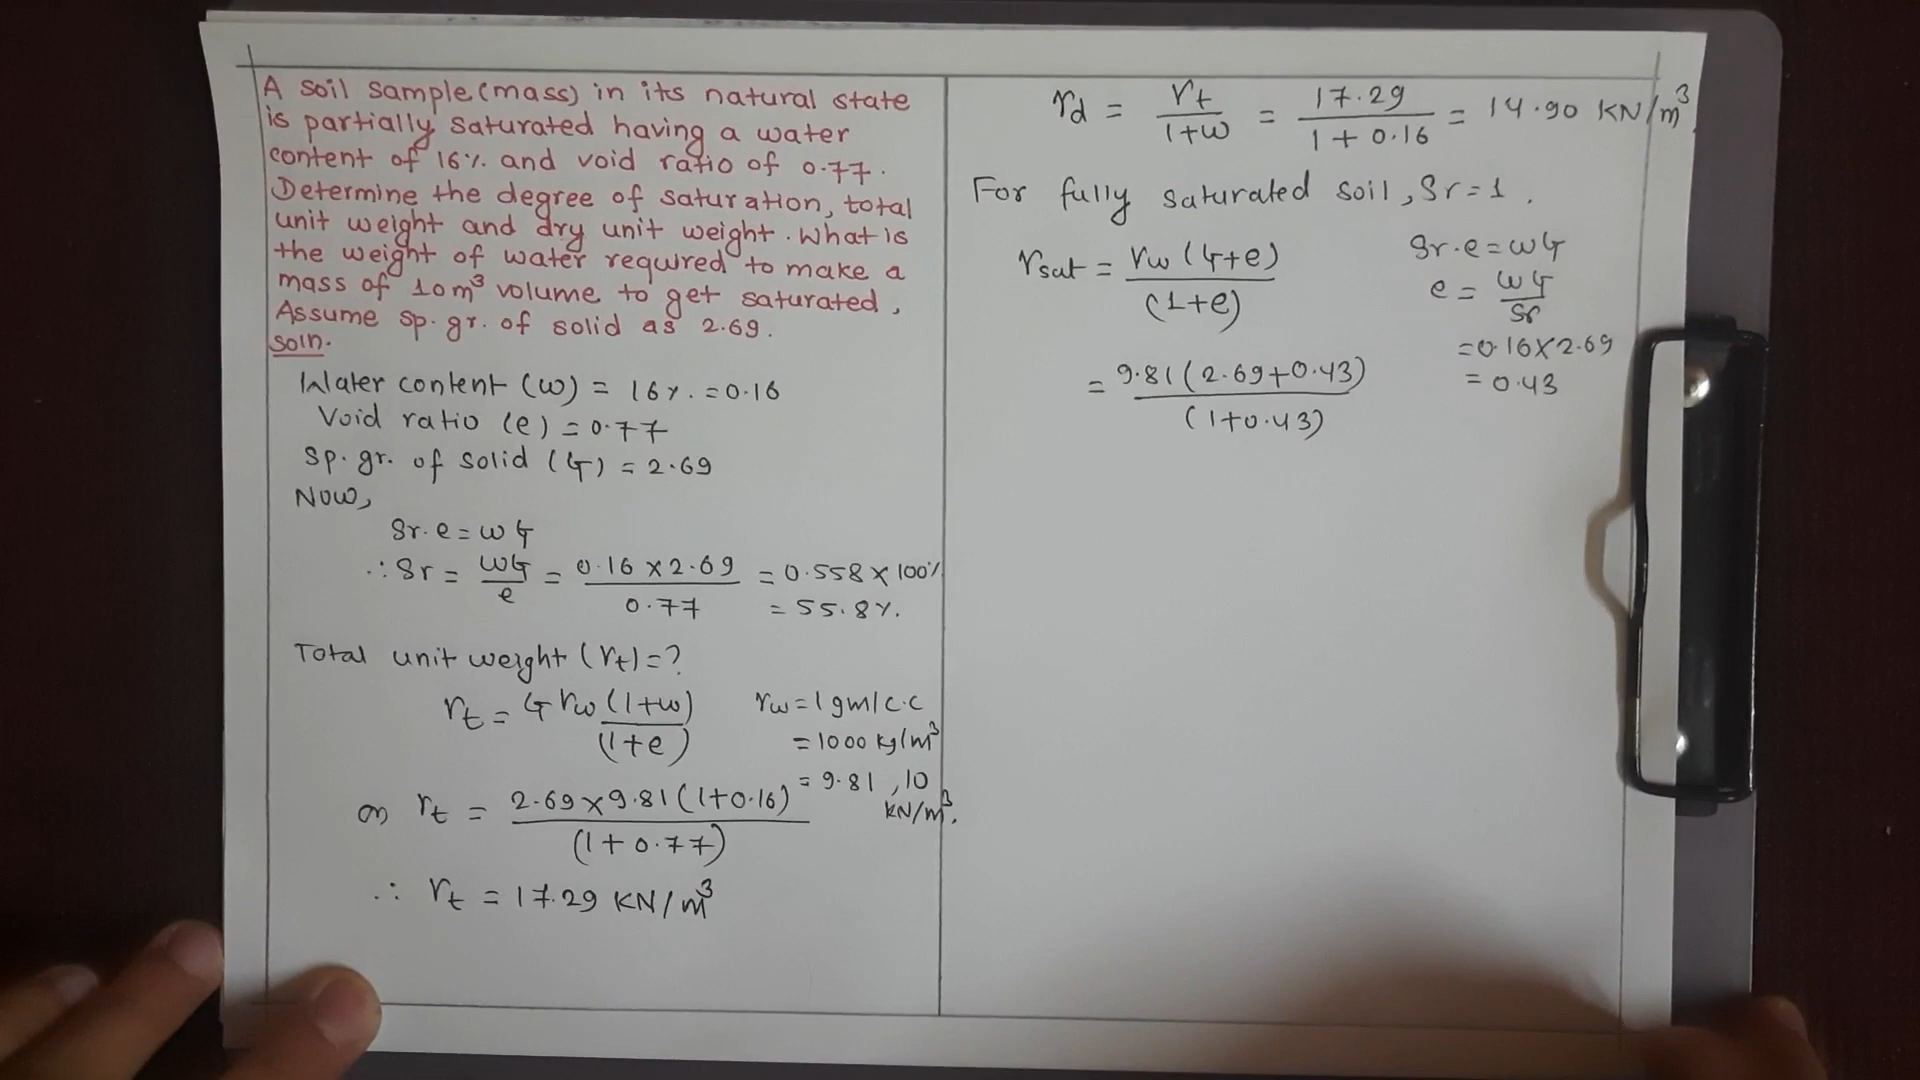 A soil sample (mass) in its natural state
is partially saturated having a water
content of 16%. and void ratio of 0.77.
Determine the degree of saturation, total
unit weight and dry unit weight. What is
the weight of water required to make a
mass of 10m³ volume to get saturated.
Assume sp. gr. of solid as 2.69.
Soln.
Water content (w) = 16%. = 0.16
Void ratio (e) = 0.77
Sp. gr. of solid (G) = 2.69
Now,
Sr. e = wG
∴ Sr = wG/e = 0.16 × 2.69/0.77 = 0.558 × 100%
= 55.8%.
Total unit weight (γt) = ?
γt = Gγw (1+w)/(1+e)
γw = 1 gm/c.c
= 1000 kg/m³
= 9.81, 10
KN/m³.
or γt = 2.69 × 9.81 (1+0.16)/(1+0.77)
∴ γt = 17.29 KN/m³
γd = γt/1+w = 17.29/1+0.16 = 14.90 KN/m³.
For fully saturated soil, Sr = 1.
γsat = γw (G+e)/(1+e)
= 9.81 (2.69+0.43)/(1+0.43)
Sr. e = wG
e = wG/Sr
= 0.16 × 2.69
= 0.43